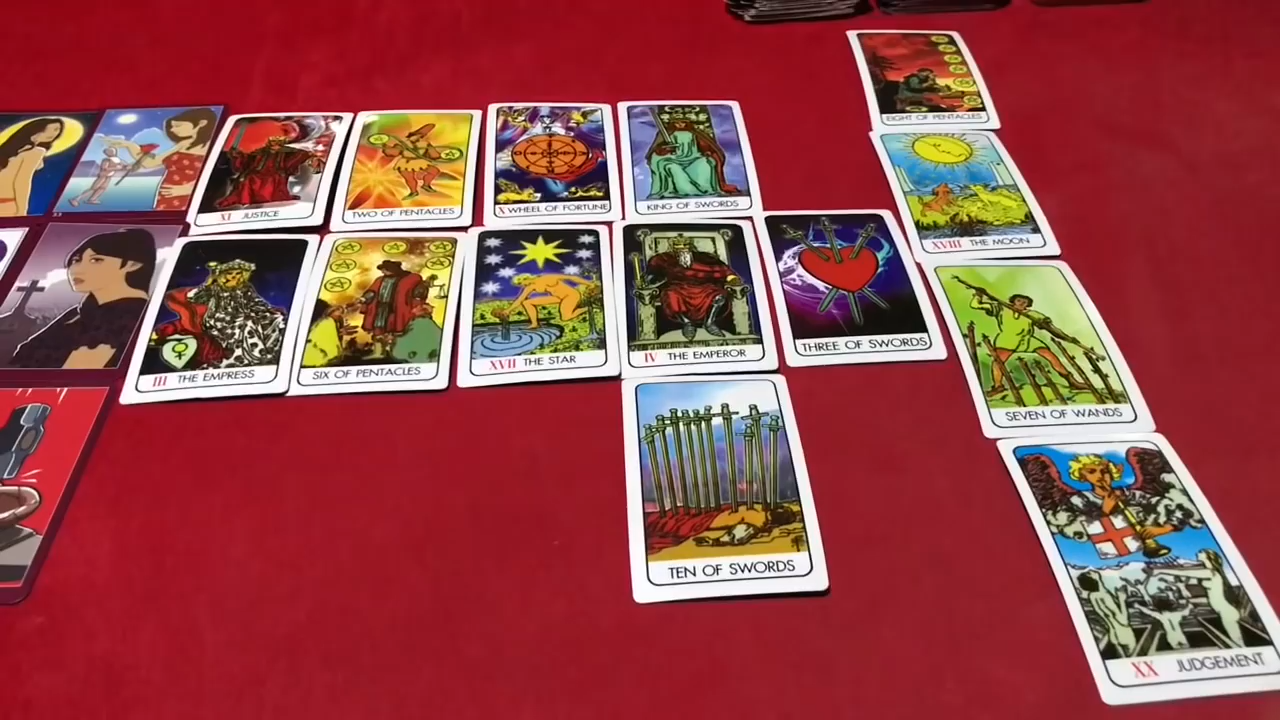 EIGHT OF PENTACLES
XI JUSTICE
TWO OF PENTACLES
X WHEEL OF FORTUNE
KING OF SWORDS
XVIII THE MOON
III THE EMPRESS
SIX OF PENTACLES
XVII THE STAR
IV THE EMPEROR
THREE OF SWORDS
SEVEN OF WANDS
TEN OF SWORDS
XX JUDGEMENT